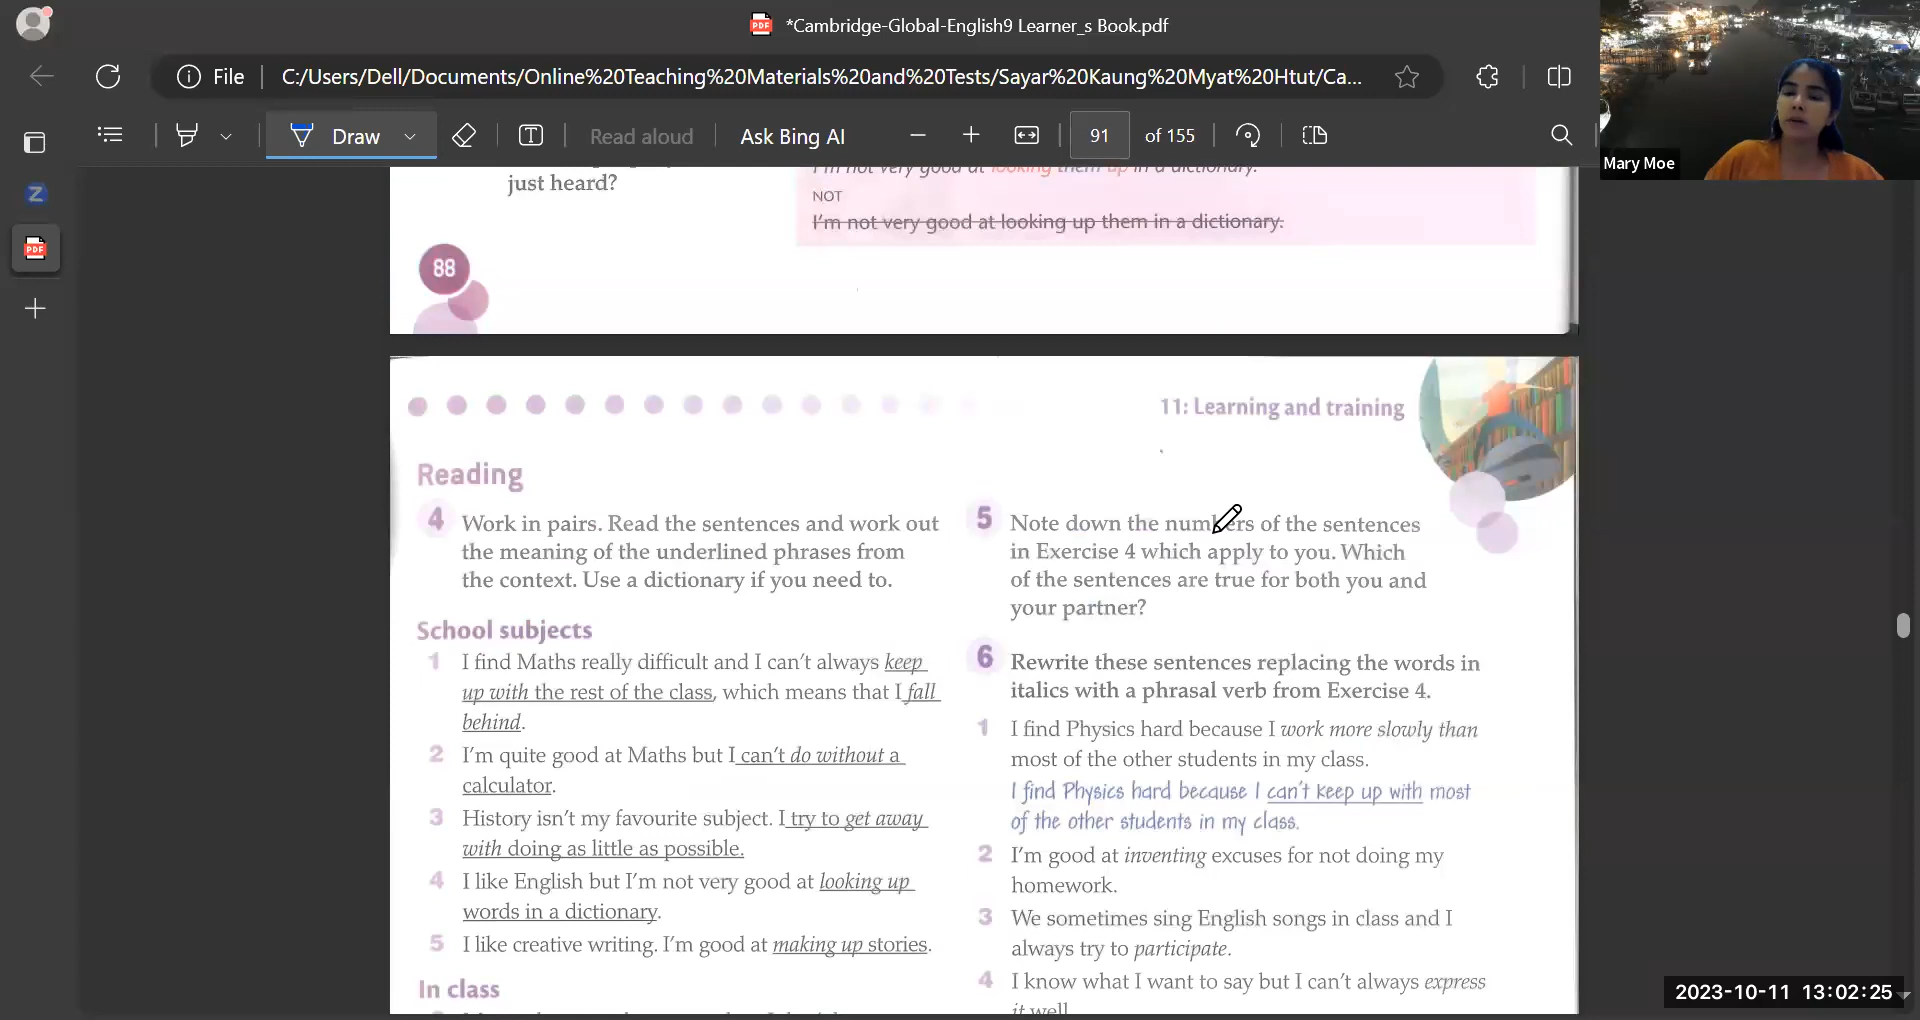 *Cambridge-Global-English9 Learner_s Book.pdf
File
C:/Users/Dell/Documents/Online%20Teaching%20Materials%20and%20Tests/Sayar%20Kaung%20Myat%20Htut/Ca...
Draw
Read aloud
Ask Bing AI
91 of 155
Mary Moe
I'm not very good at looking them up in a dictionary.
just heard?
NOT
I'm not very good at looking up them in a dictionary.
88
11: Learning and training
Reading
4 Work in pairs. Read the sentences and work out
the meaning of the underlined phrases from
the context. Use a dictionary if you need to.
School subjects
1 I find Maths really difficult and I can't always keep
up with the rest of the class, which means that I fall
behind.
2 I'm quite good at Maths but I can't do without a
calculator.
3 History isn't my favourite subject. I try to get away
with doing as little as possible.
4 I like English but I'm not very good at looking up
words in a dictionary.
5 I like creative writing. I'm good at making up stories.
In class
5 Note down the numbers of the sentences
in Exercise 4 which apply to you. Which
of the sentences are true for both you and
your partner?
6 Rewrite these sentences replacing the words in
italics with a phrasal verb from Exercise 4.
1 I find Physics hard because I work more slowly than
most of the other students in my class.
I find Physics hard because I can't keep up with most
of the other students in my class.
2 I'm good at inventing excuses for not doing my
homework.
3 We sometimes sing English songs in class and I
always try to participate.
4 I know what I want to say but I can't always express
it well
2023-10-11 13:02:25